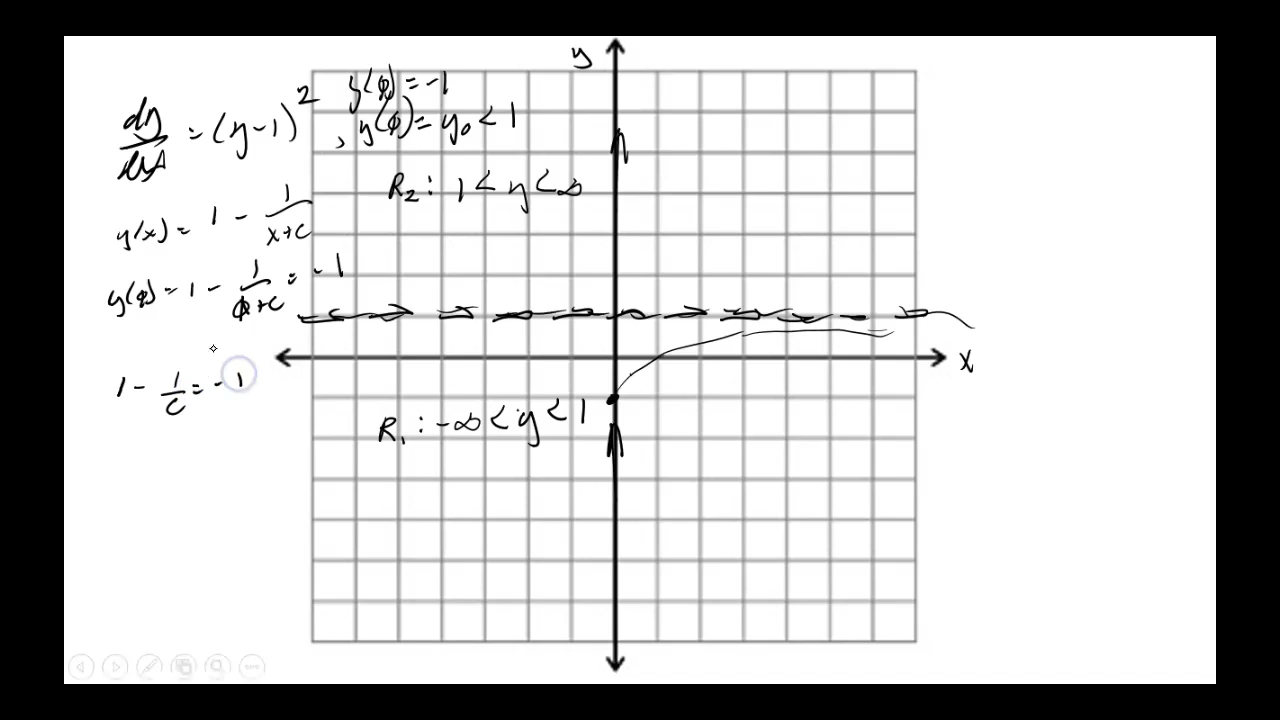 y
y(0) = -1
dy/dx = (y-1)^2 , y(0) = y₀ < 1
R₂ : 1 < y < ∞
y(x) = 1 - 1/(x+c)
y(0) = 1 - 1/(0+c) = -1
x
1 - 1/c = -1
R₁ : -∞ < y < 1